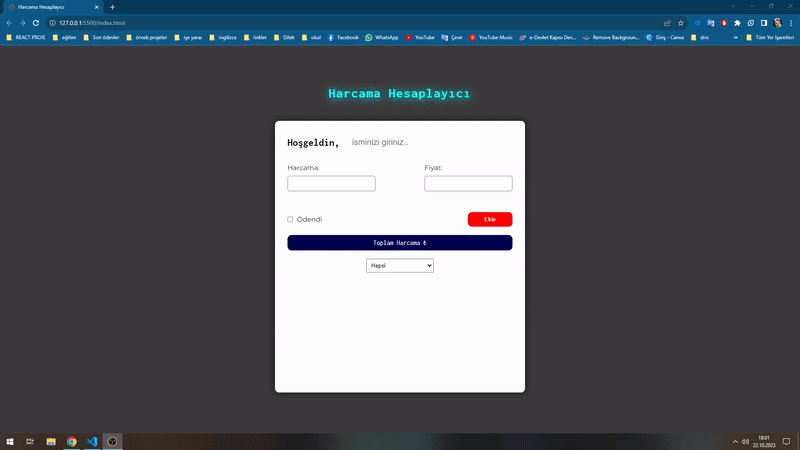 Harcama Hesaplayıcı
127.0.0.1:5500/index.html
REACT PROJE eğitim Son ödevler örnek projeler işe yarar ingilizce linkler Dilek okul Facebook WhatsApp YouTube Çevir YouTube Music e-Devlet Kapısı Dev... Remove Backgroun... Giriş - Canva dini » Tüm Yer İşaretleri
Harcama Hesaplayıcı
Hoşgeldin, isminizi giriniz..
Harcama: Fiyat:
Ödendi Ekle
Toplam Harcama ₺
Hepsi
18:01
22.10.2023